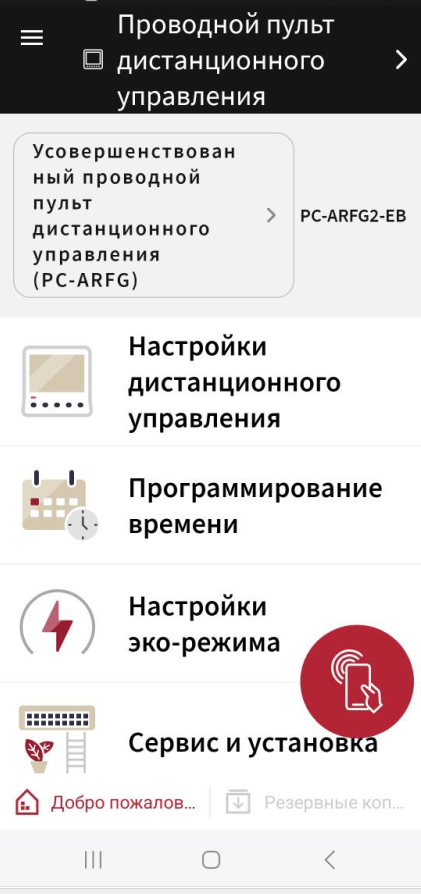 Проводной пульт
дистанционного
управления
Усовершенствован
ный проводной
пульт
дистанционного
управления
(PC-ARFG)
PC-ARFG2-EB
Настройки
дистанционного
управления
Программирование
времени
Настройки
эко-режима
Сервис и установка
Добро пожалов...
Резервные коп...